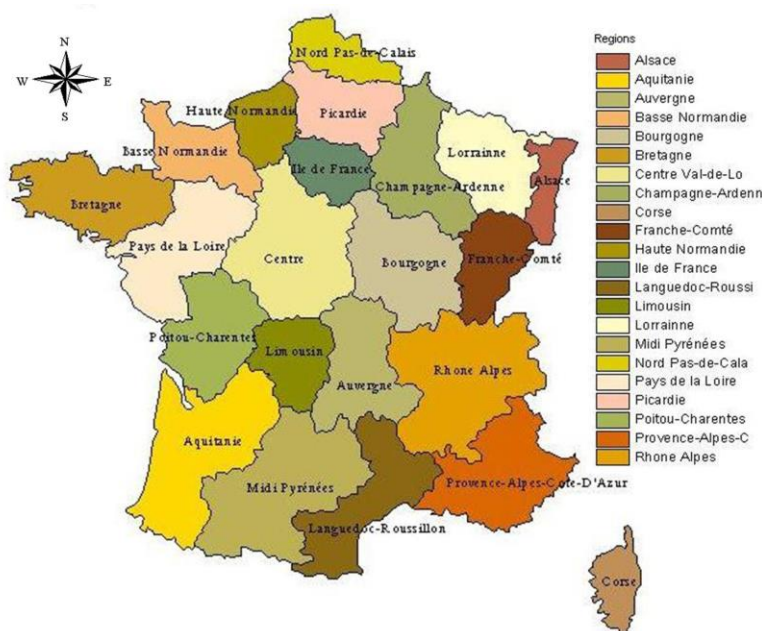 N
W E
S
Nord Pas-de-Calais
Haute Normandie
Picardie
Basse Normandie
Ile de France
Champagne-Ardenne
Lorrainne
Alsace
Bretagne
Pays de la Loire
Centre
Bourgogne
Franche-Comté
Poitou-Charentes
Limousin
Auvergne
Rhone Alpes
Aquitanie
Midi Pyrénées
Languedoc-Roussillon
Provence-Alpes-Cote-D'Azur
Corse
Regions
Alsace
Aquitanie
Auvergne
Basse Normandie
Bourgogne
Bretagne
Centre Val-de-Lo
Champagne-Ardenn
Corse
Franche-Comté
Haute Normandie
Ile de France
Languedoc-Roussi
Limousin
Lorrainne
Midi Pyrénées
Nord Pas-de-Cala
Pays de la Loire
Picardie
Poitou-Charentes
Provence-Alpes-C
Rhone Alpes